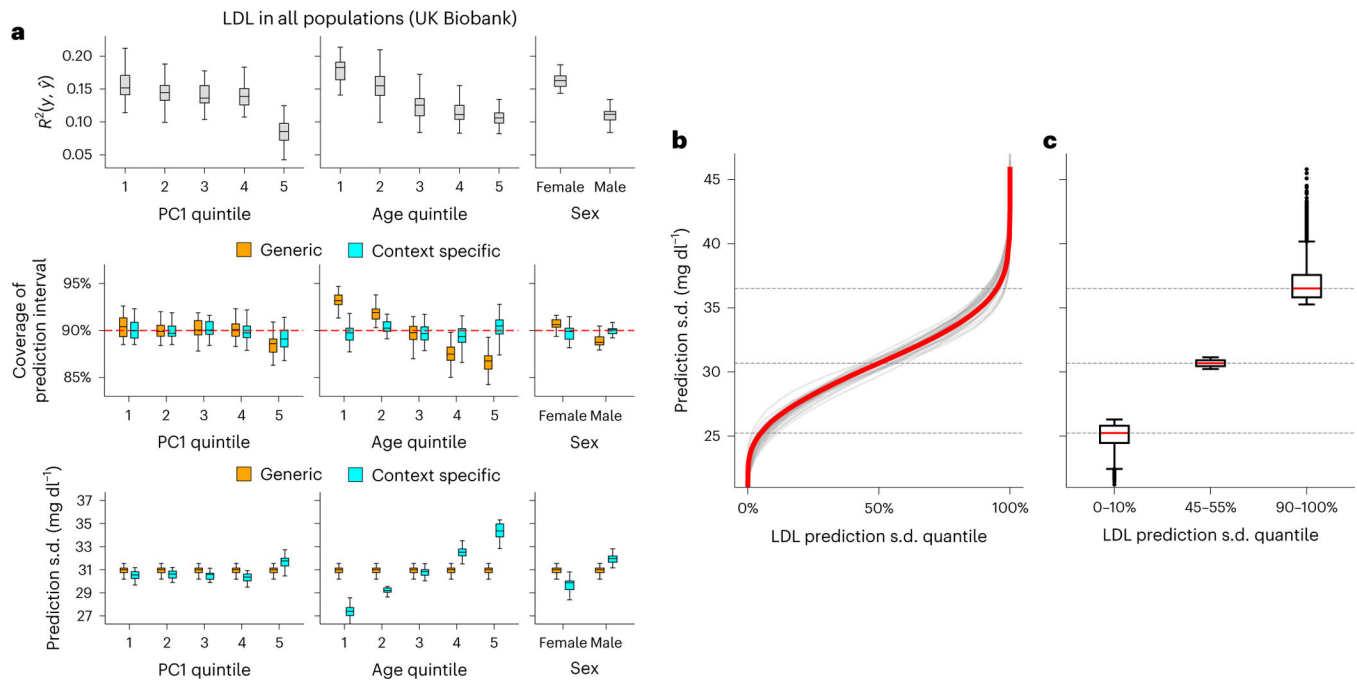 a
LDL in all populations (UK Biobank)
R²(y, ŷ)
0.20
0.15
0.10
0.05
1 2 3 4 5
PC1 quintile
1 2 3 4 5
Age quintile
Female Male
Sex
Generic Context specific
Coverage of
prediction interval
95%
90%
85%
1 2 3 4 5
PC1 quintile
1 2 3 4 5
Age quintile
Female Male
Sex
Generic Context specific
Prediction s.d. (mg dl⁻¹)
37
35
33
31
29
27
1 2 3 4 5
PC1 quintile
1 2 3 4 5
Age quintile
Female Male
Sex
b
Prediction s.d. (mg dl⁻¹)
45
40
35
30
25
0% 50% 100%
LDL prediction s.d. quantile
c
0–10% 45–55% 90–100%
LDL prediction s.d. quantile